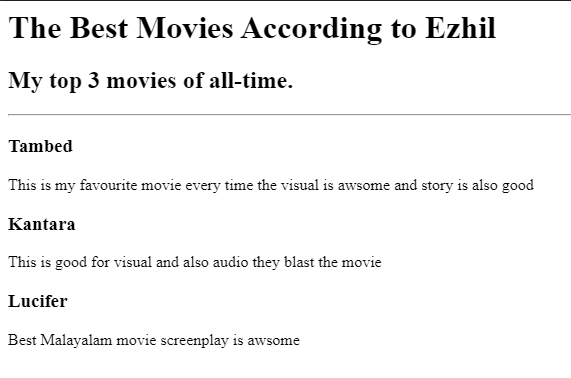 The Best Movies According to Ezhil
My top 3 movies of all-time.
Tambed
This is my favourite movie every time the visual is awsome and story is also good
Kantara
This is good for visual and also audio they blast the movie
Lucifer
Best Malayalam movie screenplay is awsome